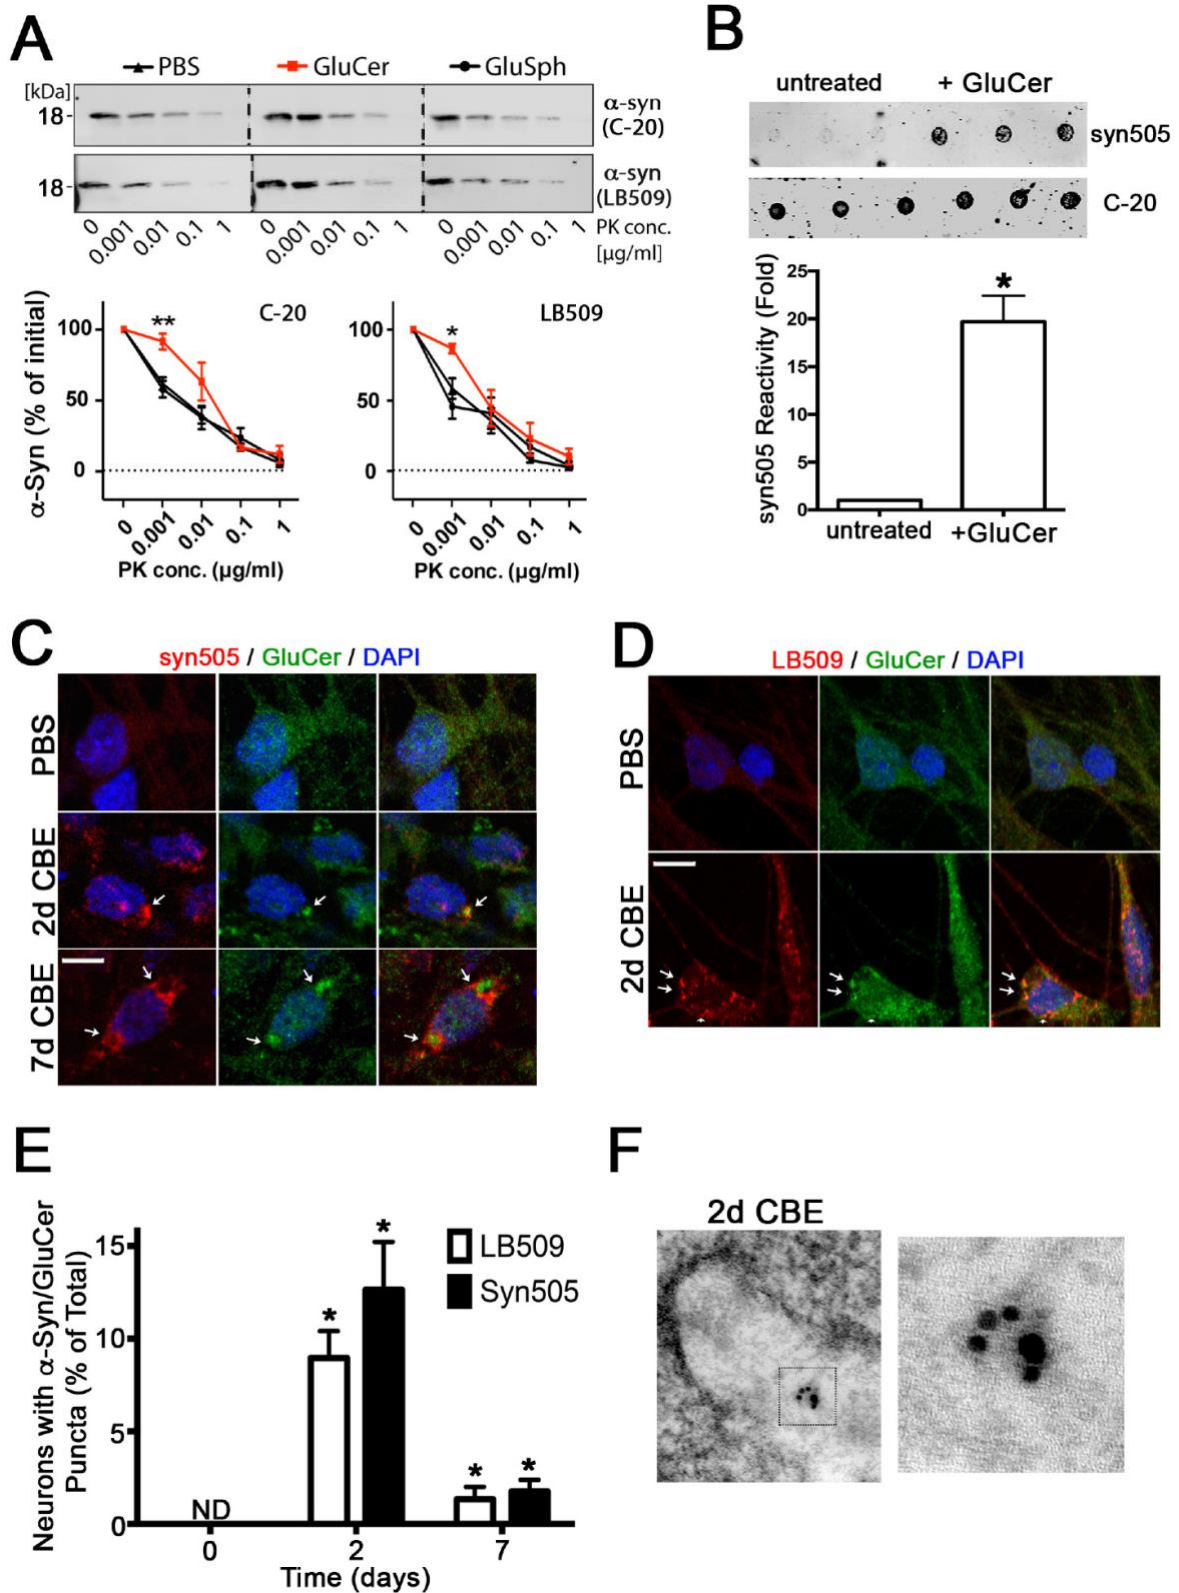 A
PBS GluCer GluSph
[kDa]
18- α-syn
(C-20)
18- α-syn
(LB509)
0 0.001 0.01 0.1 1 0 0.001 0.01 0.1 1 0 0.001 0.01 0.1 1 PK conc.
[µg/ml]
α-Syn (% of initial)
C-20
**
100
50
0
0 0.001 0.01 0.1 1
PK conc. (µg/ml)
LB509
*
100
50
0
0 0.001 0.01 0.1 1
PK conc. (µg/ml)
B
untreated + GluCer
syn505
C-20
syn505 Reactivity (Fold)
25
20
15
10
5
0
*
untreated +GluCer
C
syn505 / GluCer / DAPI
PBS
2d CBE
7d CBE
D
LB509 / GluCer / DAPI
PBS
2d CBE
E
Neurons with α-Syn/GluCer
Puncta (% of Total)
15
10
5
0
* *
* *
LB509
Syn505
ND
0 2 7
Time (days)
F
2d CBE